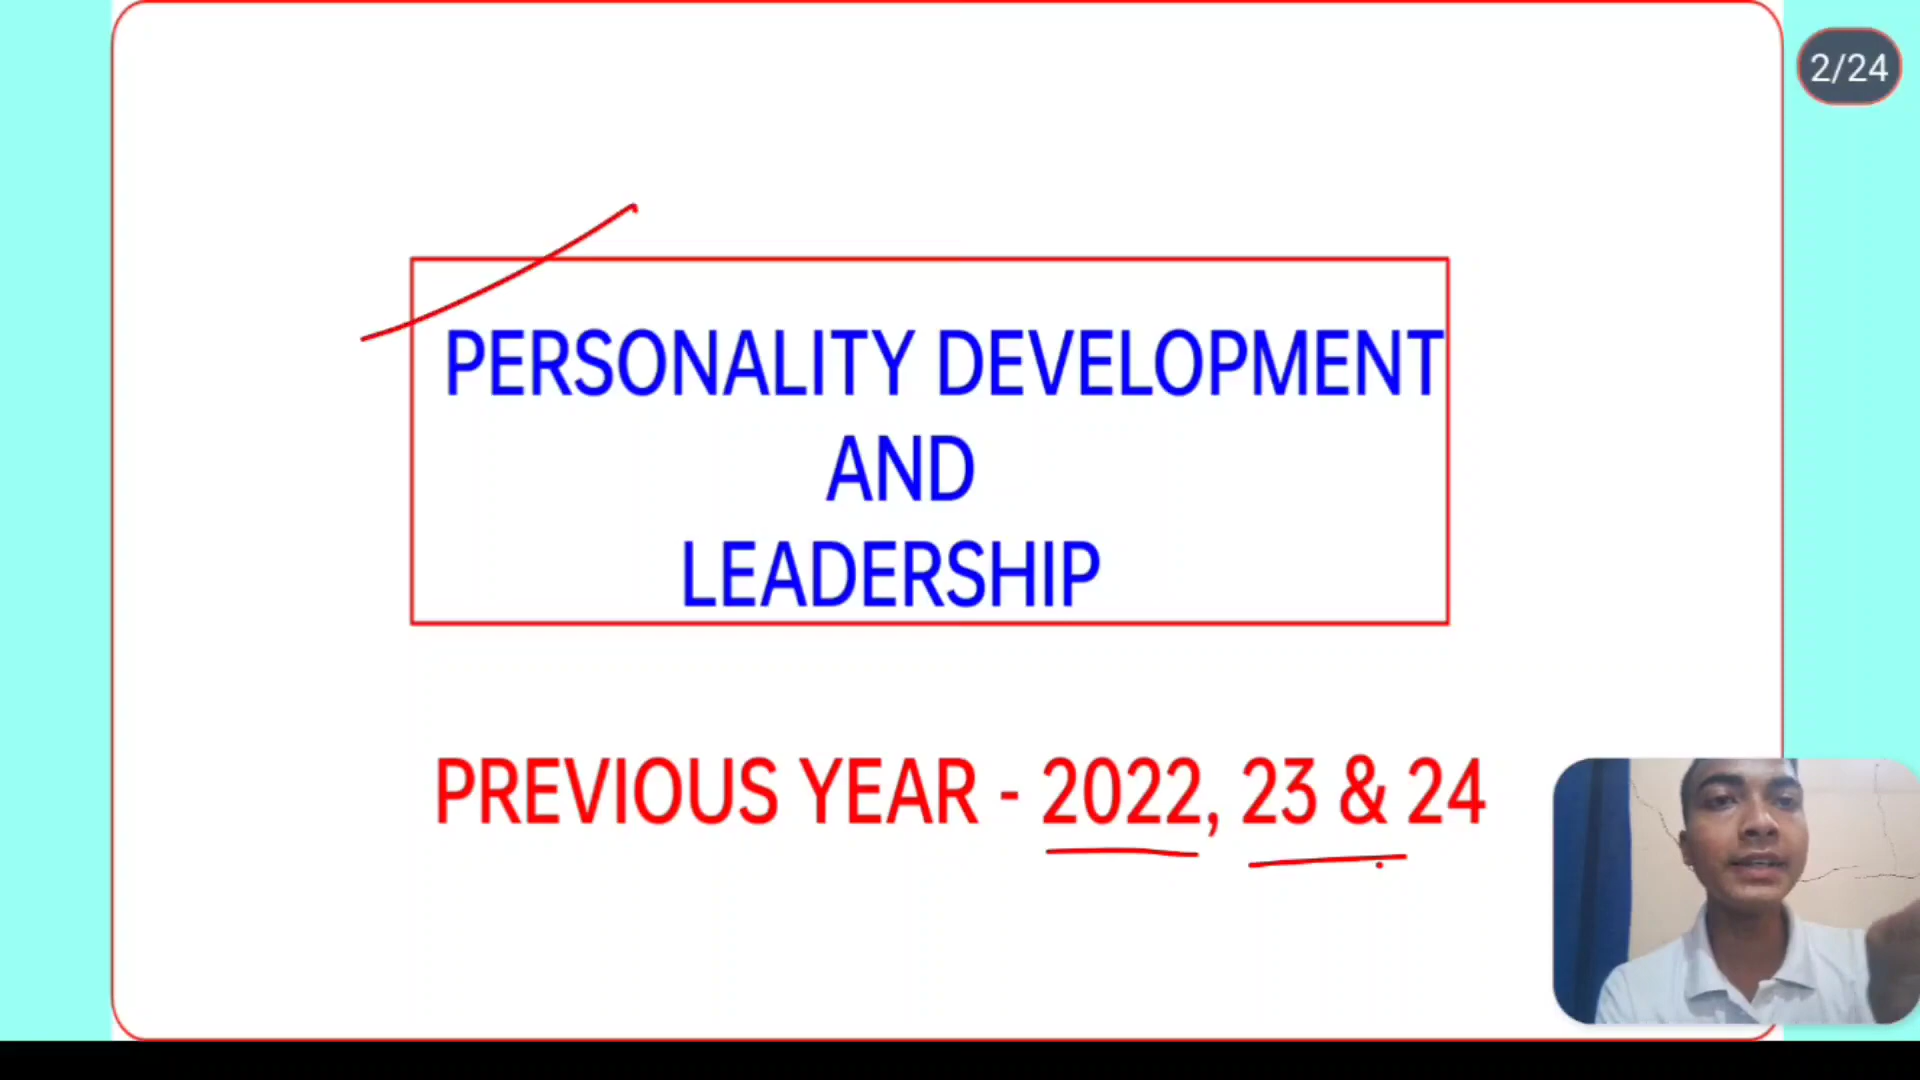 2/24
PERSONALITY DEVELOPMENT
AND
LEADERSHIP
PREVIOUS YEAR - 2022, 23 & 24